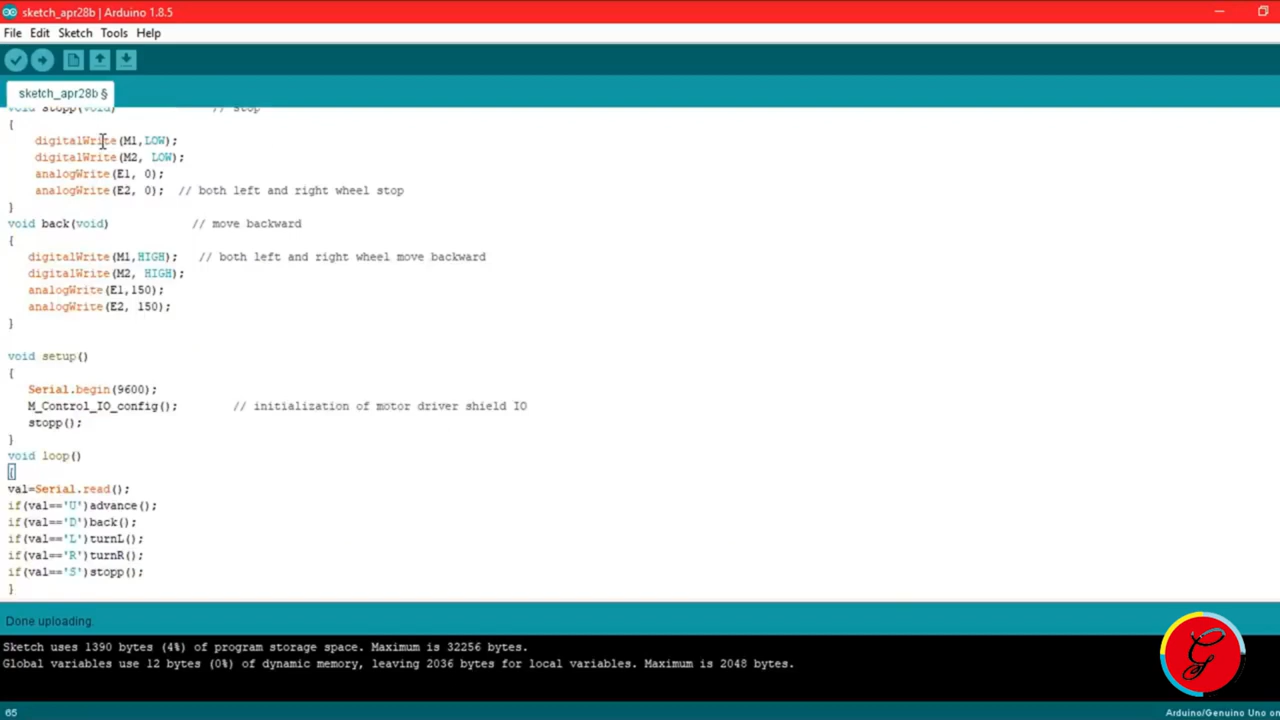 sketch_apr28b | Arduino 1.8.5
File Edit Sketch Tools Help
sketch_apr28b §
void stopp(void) // stop
{
digitalWrite(M1,LOW);
digitalWrite(M2, LOW);
analogWrite(E1, 0);
analogWrite(E2, 0); // both left and right wheel stop
}
void back(void) // move backward
{
digitalWrite(M1,HIGH); // both left and right wheel move backward
digitalWrite(M2, HIGH);
analogWrite(E1,150);
analogWrite(E2, 150);
}
void setup()
{
Serial.begin(9600);
M_Control_IO_config(); // initialization of motor driver shield IO
stopp();
}
void loop()
{
val=Serial.read();
if(val=='U')advance();
if(val=='D')back();
if(val=='L')turnL();
if(val=='R')turnR();
if(val=='S')stopp();
}
Done uploading.
Sketch uses 1390 bytes (4%) of program storage space. Maximum is 32256 bytes.
Global variables use 12 bytes (0%) of dynamic memory, leaving 2036 bytes for local variables. Maximum is 2048 bytes.
G
65 Arduino/Genuino Uno on